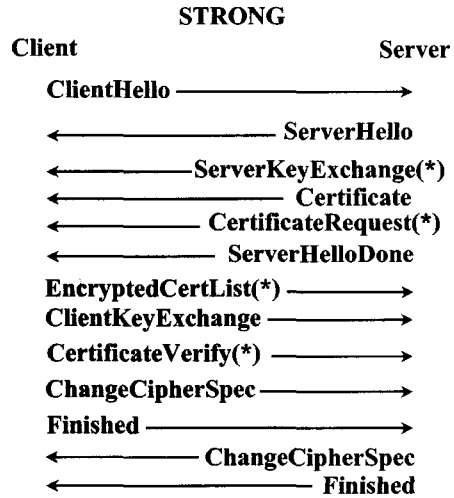 STRONG
Client Server
ClientHello
ServerHello
ServerKeyExchange(*)
Certificate
CertificateRequest(*)
ServerHelloDone
EncryptedCertList(*)
ClientKeyExchange
CertificateVerify(*)
ChangeCipherSpec
Finished
ChangeCipherSpec
Finished